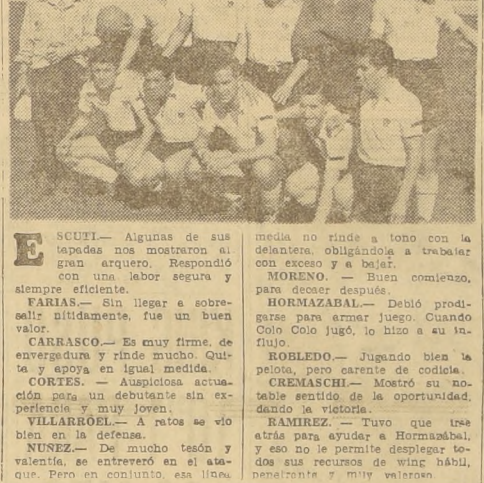 ESCUTI.— Algunas de sus
tapadas nos mostraron al
gran arquero. Respondió
con una labor segura y
siempre eficiente.
FARIAS.— Sin llegar a sobre-
salir nítidamente, fue un buen
valor.
CARRASCO.— Es muy firme, de
envergadura y rinde mucho. Qui-
ta y apoya en igual medida.
CORTES. — Auspiciosa actua-
ción para un debutante sin ex-
periencia y muy joven.
VILLARROEL.— A ratos se vio
bien en la defensa.
NUÑEZ.— De mucho tesón y
valentía, se entreveró en el ata-
que. Pero en conjunto, esa línea
media no rinde a tono con la
delantera, obligándola a trabajar
con exceso y a bajar.
MORENO. — Buen comienzo,
para decaer después.
HORMAZABAL.— Debió prodi-
garse para armar juego. Cuando
Colo Colo jugó, lo hizo a su in-
flujo.
ROBLEDO.— Jugando bien la
pelota, pero carente de codicia.
CREMASCHI.— Mostró su no-
table sentido de la oportunidad,
dando la victoria.
RAMIREZ. — Tuvo que irse
atrás para ayudar a Hormazábal,
y eso no le permite desplegar to-
dos sus recursos de wing hábil,
penetrante y muy valeroso.